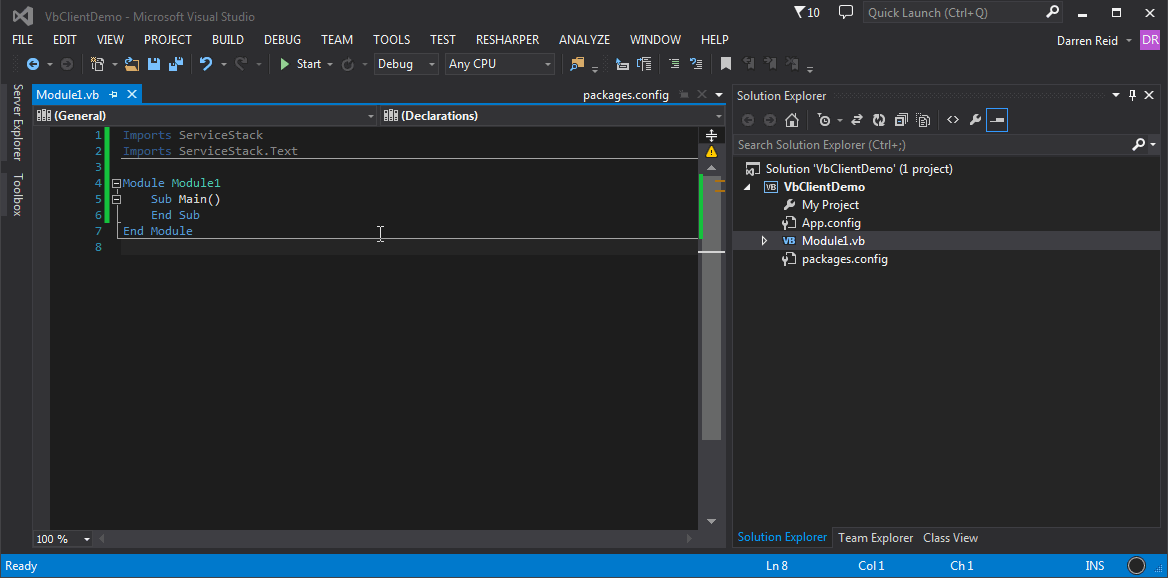 VbClientDemo - Microsoft Visual Studio
10
Quick Launch (Ctrl+Q)
FILE EDIT VIEW PROJECT BUILD DEBUG TEAM TOOLS TEST RESHARPER ANALYZE WINDOW HELP
Darren Reid
DR
Start
Debug
Any CPU
Server Explorer
Toolbox
Module1.vb
packages.config
(General)
(Declarations)
1 Imports ServiceStack
2 Imports ServiceStack.Text
3
4 Module Module1
5 Sub Main()
6 End Sub
7 End Module
8
100 %
Solution Explorer
Search Solution Explorer (Ctrl+;)
Solution 'VbClientDemo' (1 project)
VB VbClientDemo
My Project
App.config
VB Module1.vb
packages.config
Solution Explorer Team Explorer Class View
Ready
Ln 8 Col 1 Ch 1 INS